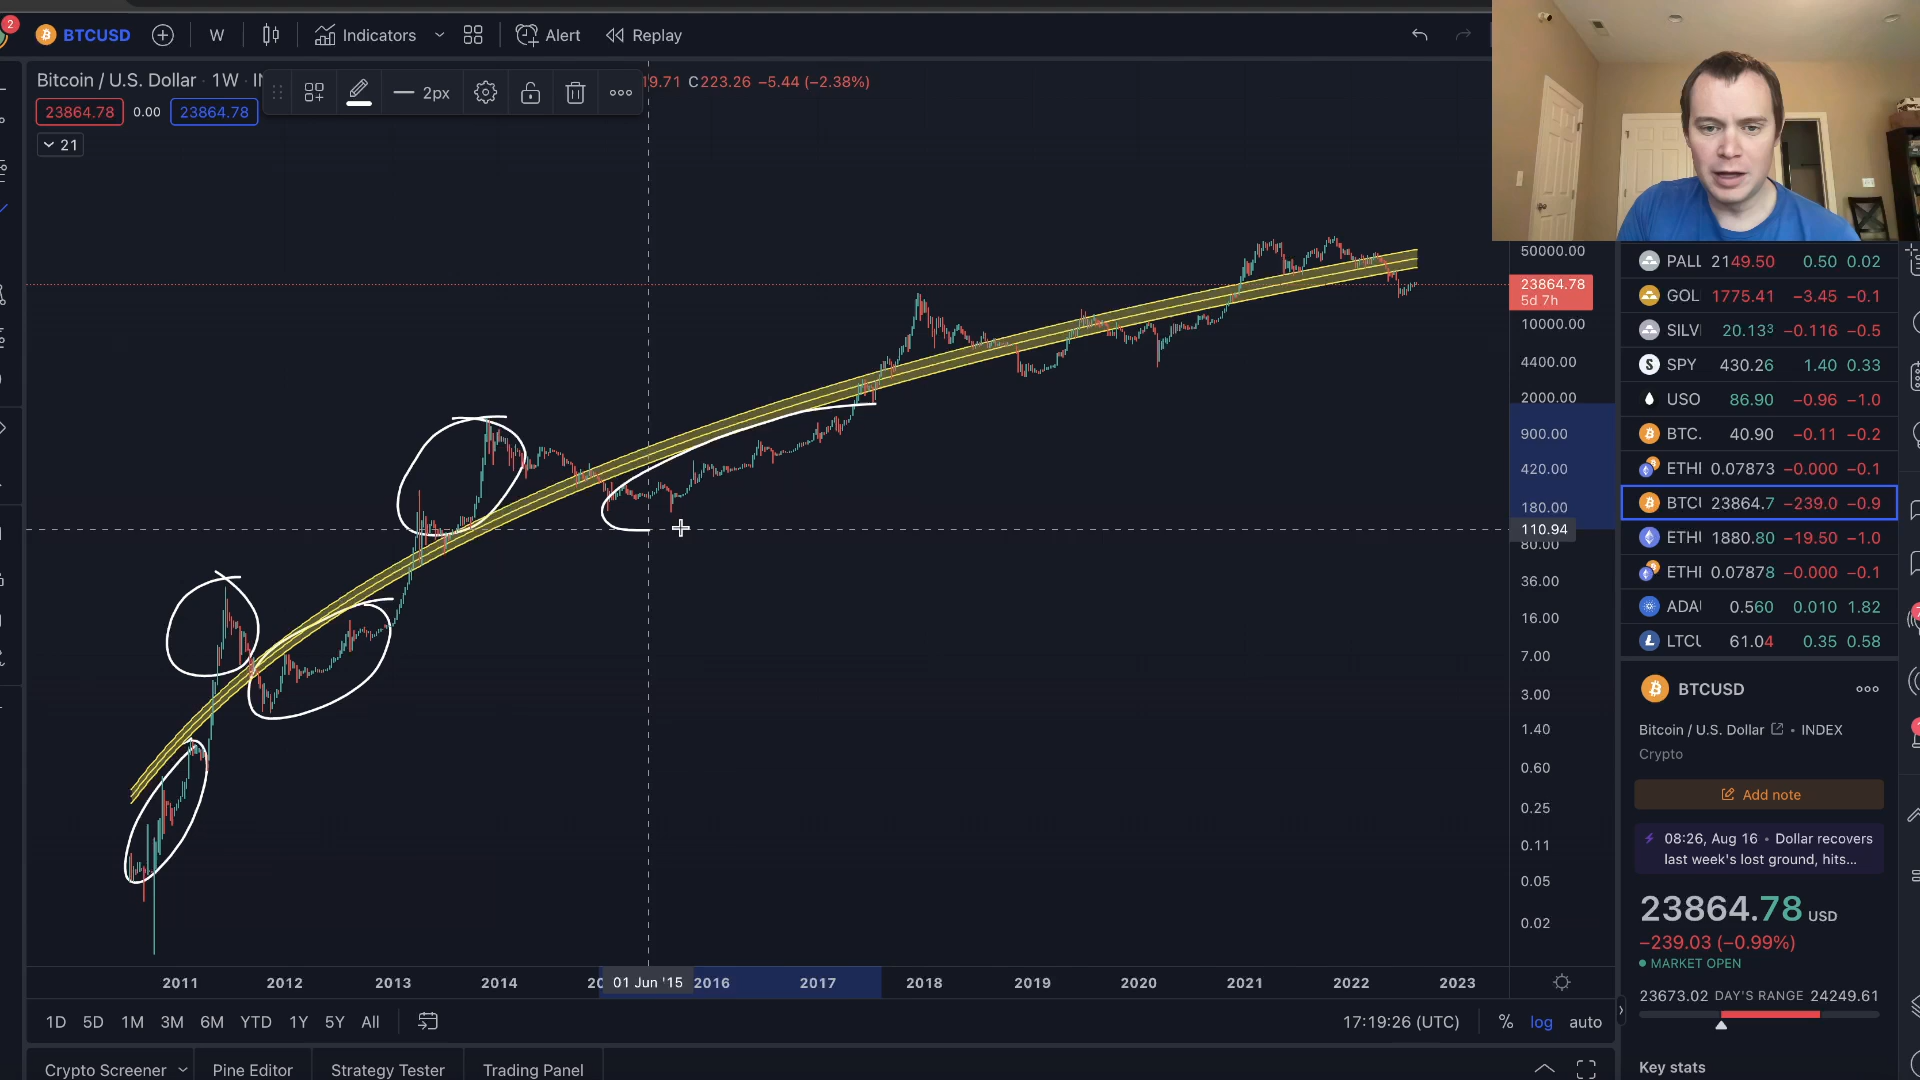 2
BTCUSD W Indicators Alert Replay
Bitcoin / U.S. Dollar · 1W · 2px 19.71 C223.26 −5.44 (−2.38%)
23864.78 0.00 23864.78
21
50000.00
23864.78
5d 7h
10000.00
4400.00
2000.00
900.00
420.00
180.00
110.94
80.00
36.00
16.00
7.00
3.00
1.40
0.60
0.25
0.11
0.05
0.02
2011 2012 2013 2014 01 Jun '15 2016 2017 2018 2019 2020 2021 2022 2023
1D 5D 1M 3M 6M YTD 1Y 5Y All 17:19:26 (UTC) % log auto
Crypto Screener Pine Editor Strategy Tester Trading Panel
PALL 2149.50 0.50 0.02
GOL 1775.41 −3.45 −0.1
SILV 20.133 −0.116 −0.5
SPY 430.26 1.40 0.33
USO 86.90 −0.96 −1.0
BTC. 40.90 −0.11 −0.2
ETH 0.07873 −0.000 −0.1
BTCU 23864.7 −239.0 −0.9
ETH 1880.80 −19.50 −1.0
ETH 0.07878 −0.000 −0.1
ADA 0.560 0.010 1.82
LTCU 61.04 0.35 0.58
BTCUSD
Bitcoin / U.S. Dollar • INDEX
Crypto
Add note
08:26, Aug 16 • Dollar recovers
last week's lost ground, hits...
23864.78 USD
−239.03 (−0.99%)
MARKET OPEN
23673.02 DAY'S RANGE 24249.61
Key stats